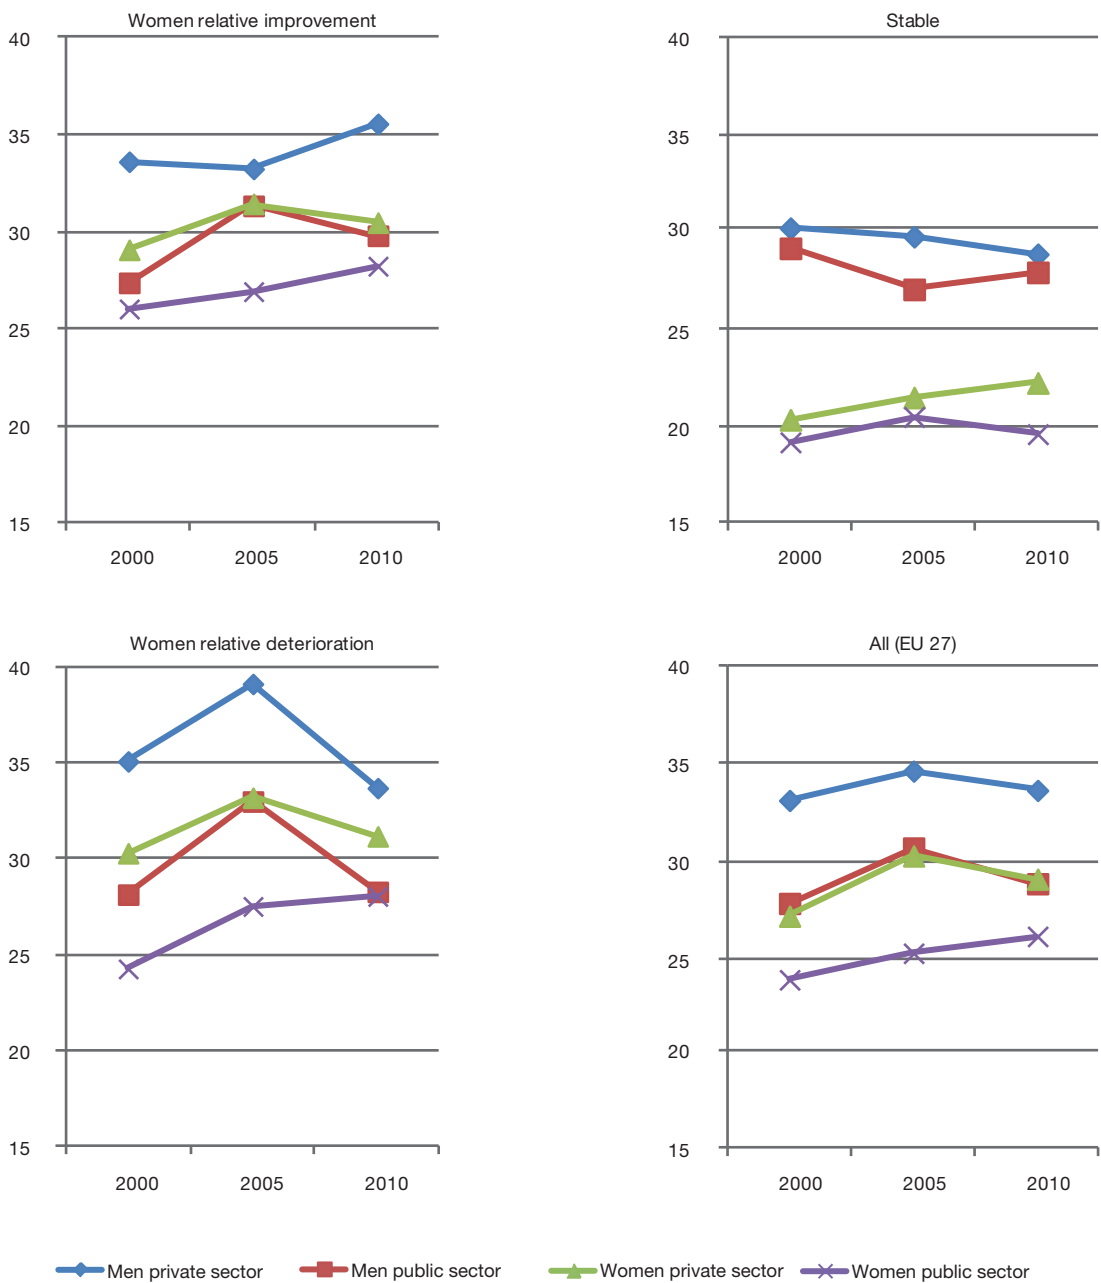 Women relative improvement
40
35
30
25
20
15
2000 2005 2010
Stable
40
35
30
25
20
15
2000 2005 2010
Women relative deterioration
40
35
30
25
20
15
2000 2005 2010
All (EU 27)
40
35
30
25
20
15
2000 2005 2010
Men private sector Men public sector Women private sector Women public sector